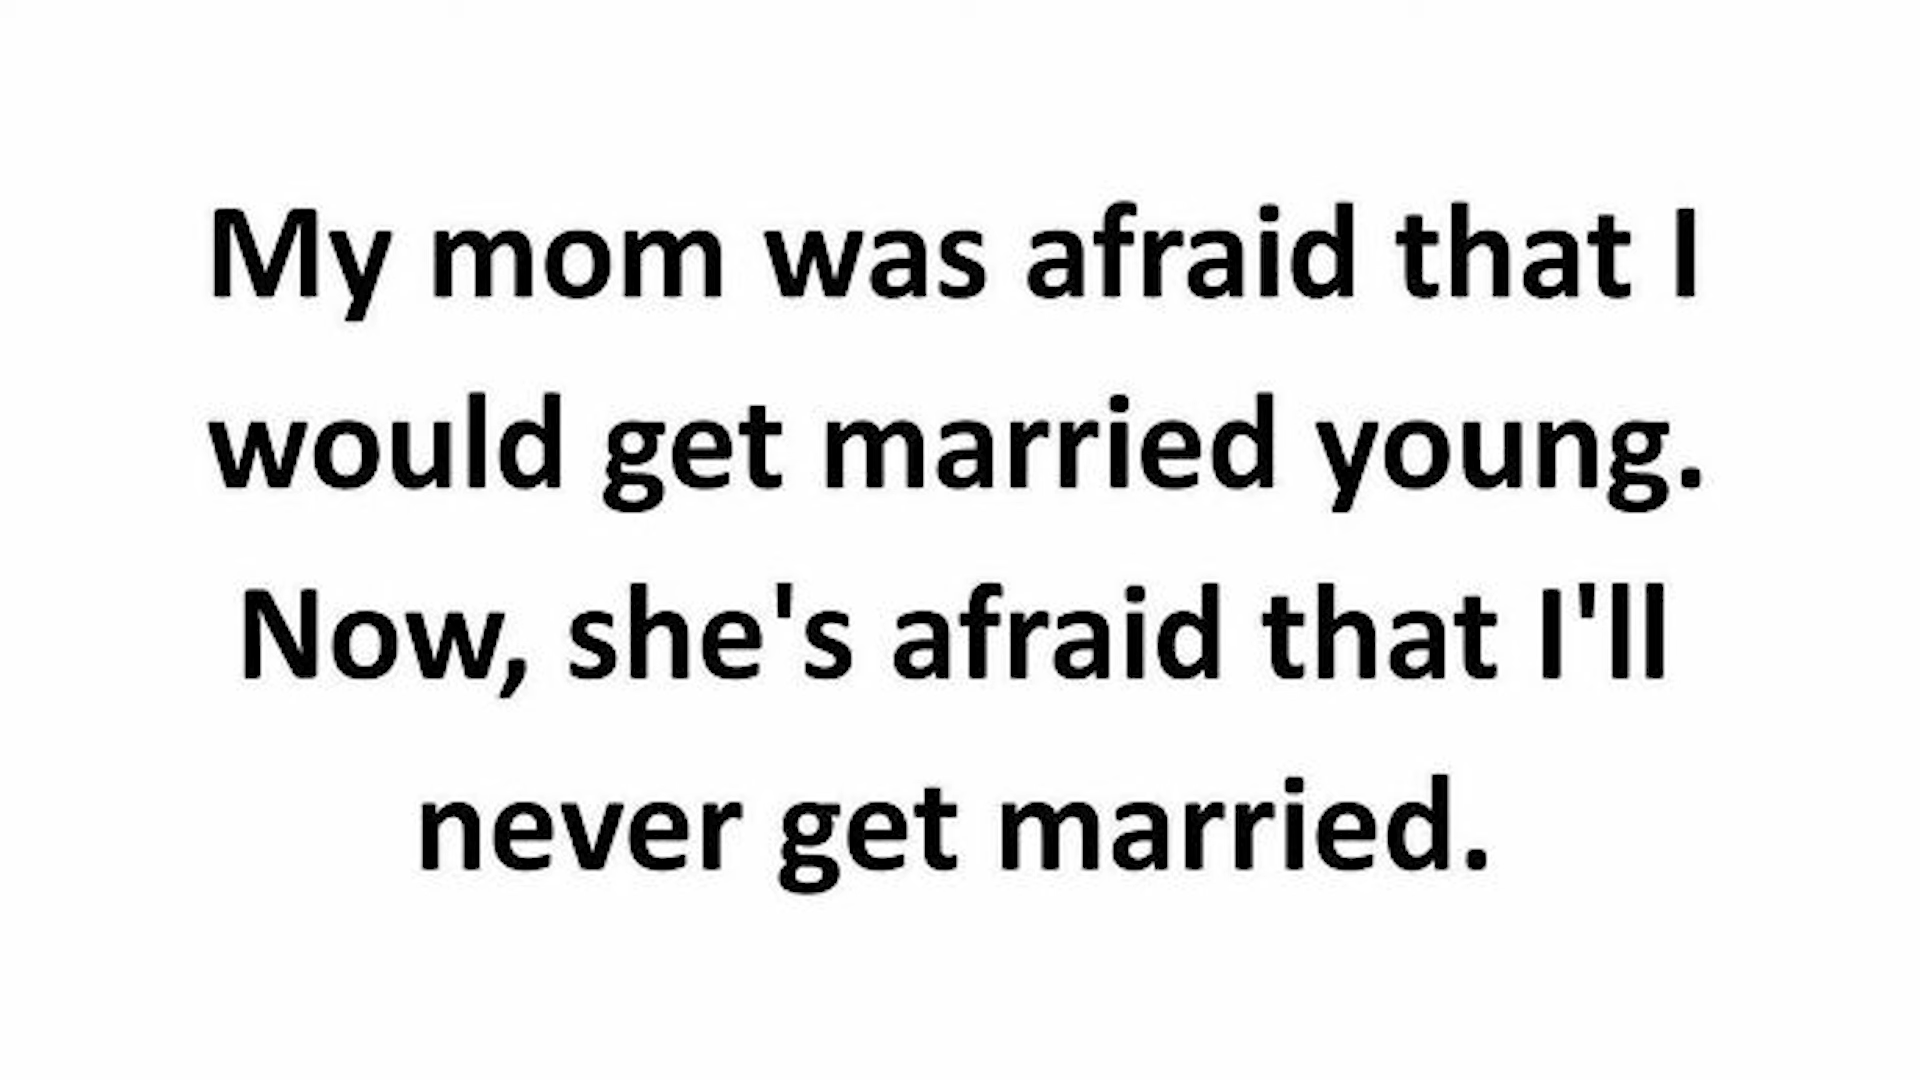 My mom was afraid that I
would get married young.
Now, she's afraid that I'll
never get married.